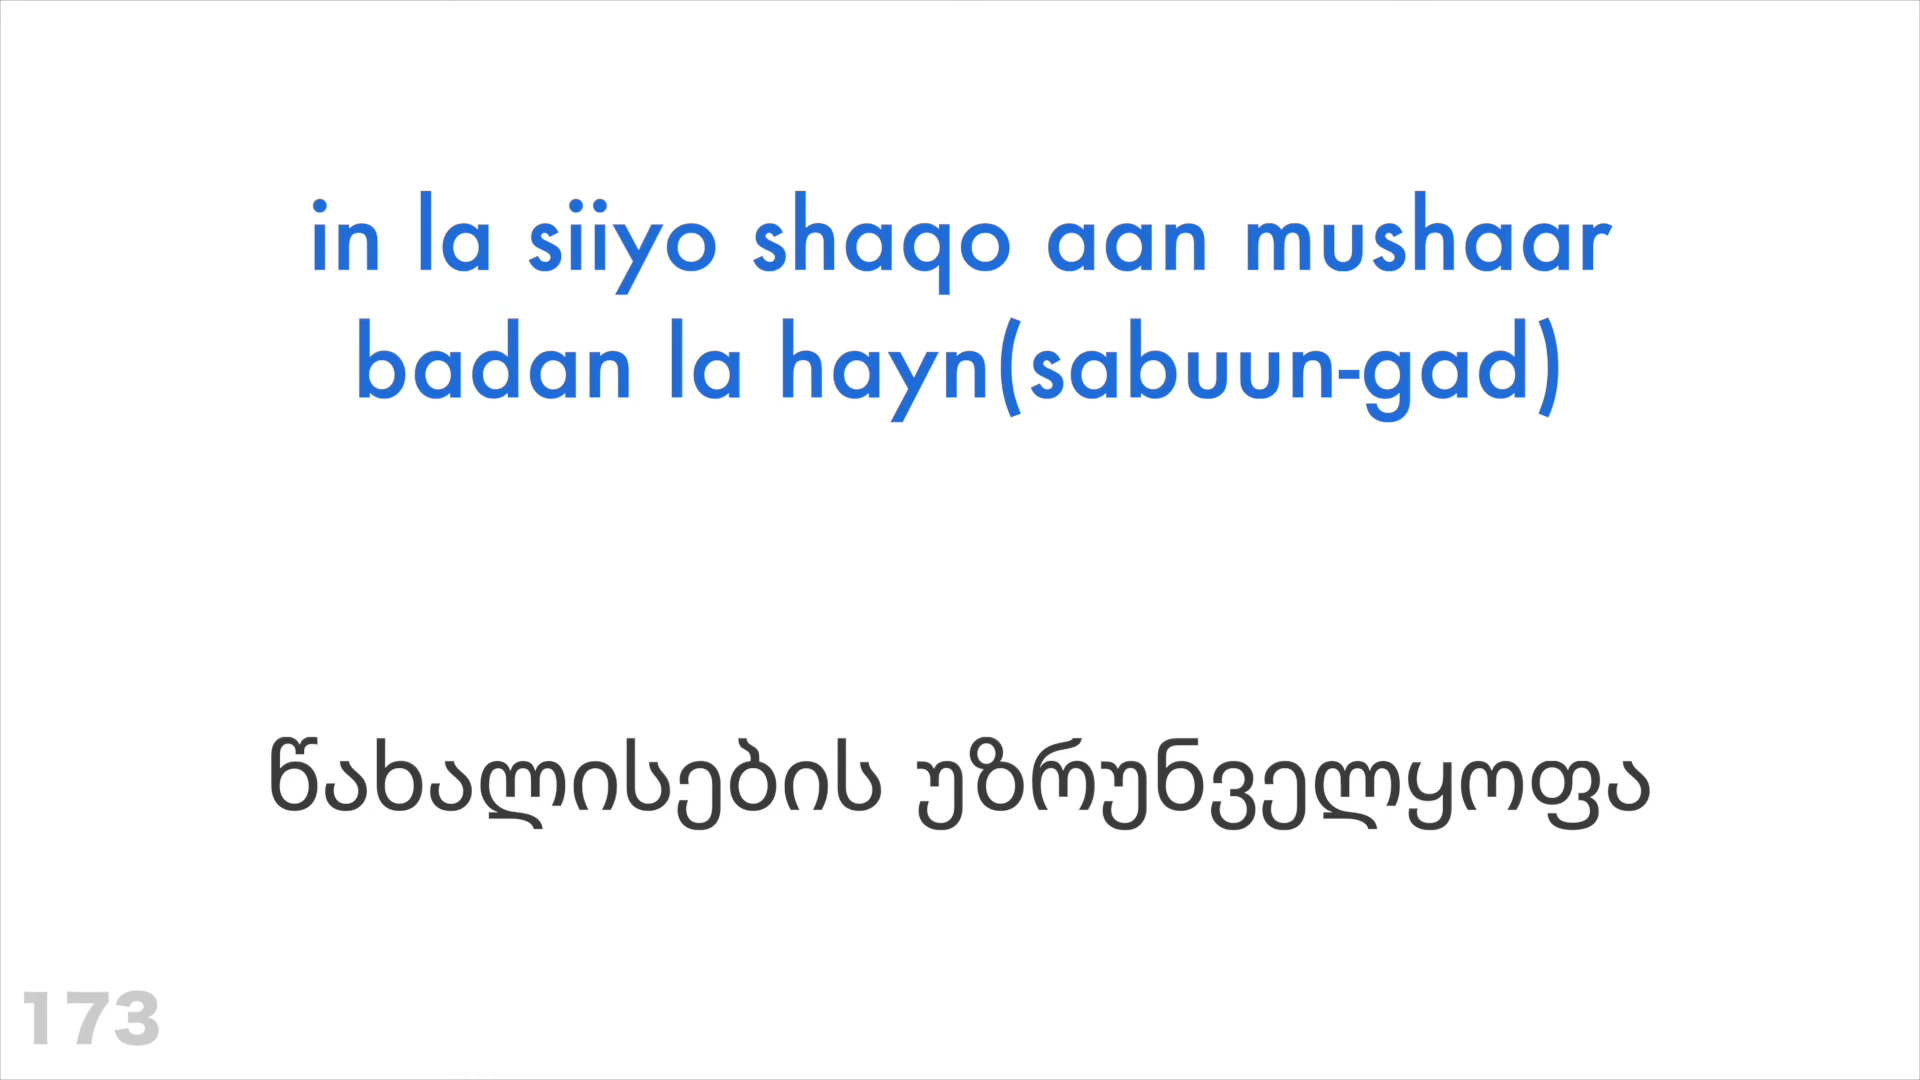 in la siiyo shaqo aan mushaar
badan la hayn(sabuun-gad)
წახალისების უზრუნველყოფა
173